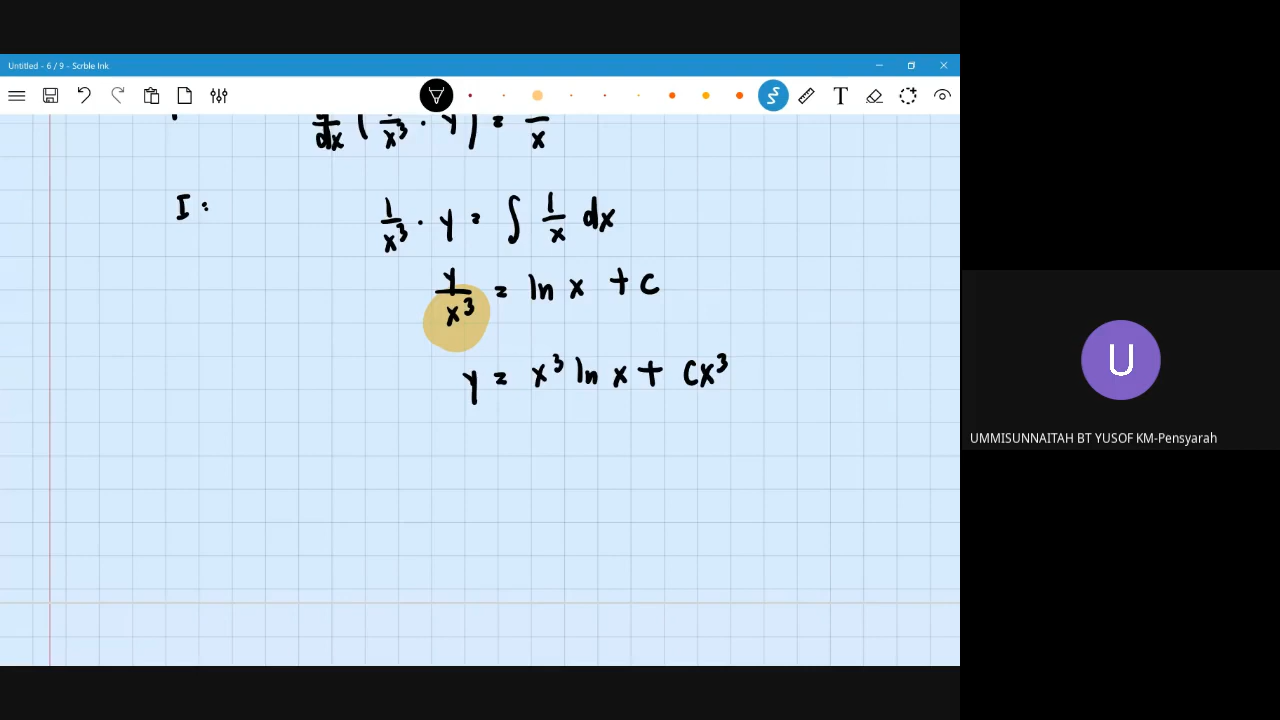 Untitled - 6 / 9 - Scrble Ink
d/dx ( 1/x³ · y ) = 1/x
I : 1/x³ · y = ∫ 1/x dx
y/x³ = ln x + c
y = x³ ln x + Cx³
U
UMMISUNNAITAH BT YUSOF KM-Pensyarah